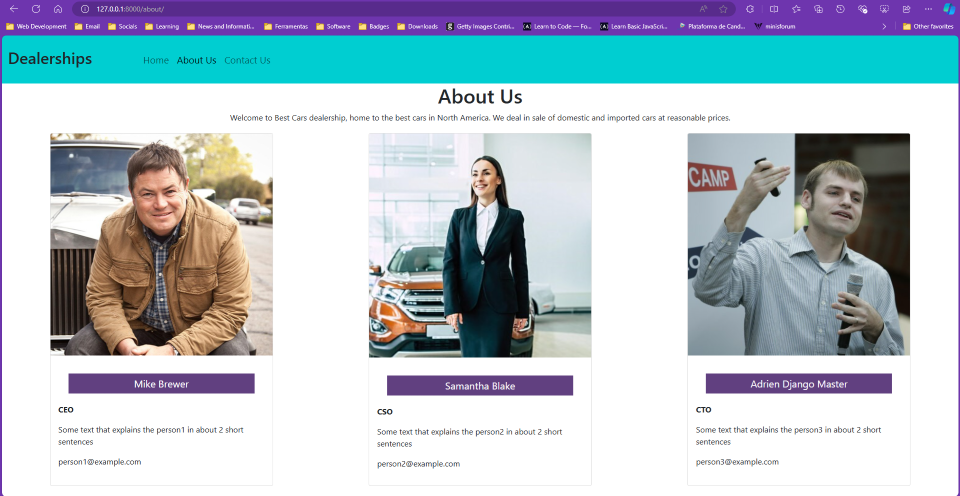 127.0.0.1:8000/about/
Web Development Email Socials Learning News and Informati... Ferramentas Software Badges Downloads Getty Images Contri... Learn to Code — Fo... Learn Basic JavaScri... Plataforma de Cand... minisforum Other favorites
Dealerships Home About Us Contact Us
About Us
Welcome to Best Cars dealership, home to the best cars in North America. We deal in sale of domestic and imported cars at reasonable prices.
CAMP
Mike Brewer
CEO
Some text that explains the person1 in about 2 short
sentences
person1@example.com
Samantha Blake
CSO
Some text that explains the person2 in about 2 short
sentences
person2@example.com
Adrien Django Master
CTO
Some text that explains the person3 in about 2 short
sentences
person3@example.com